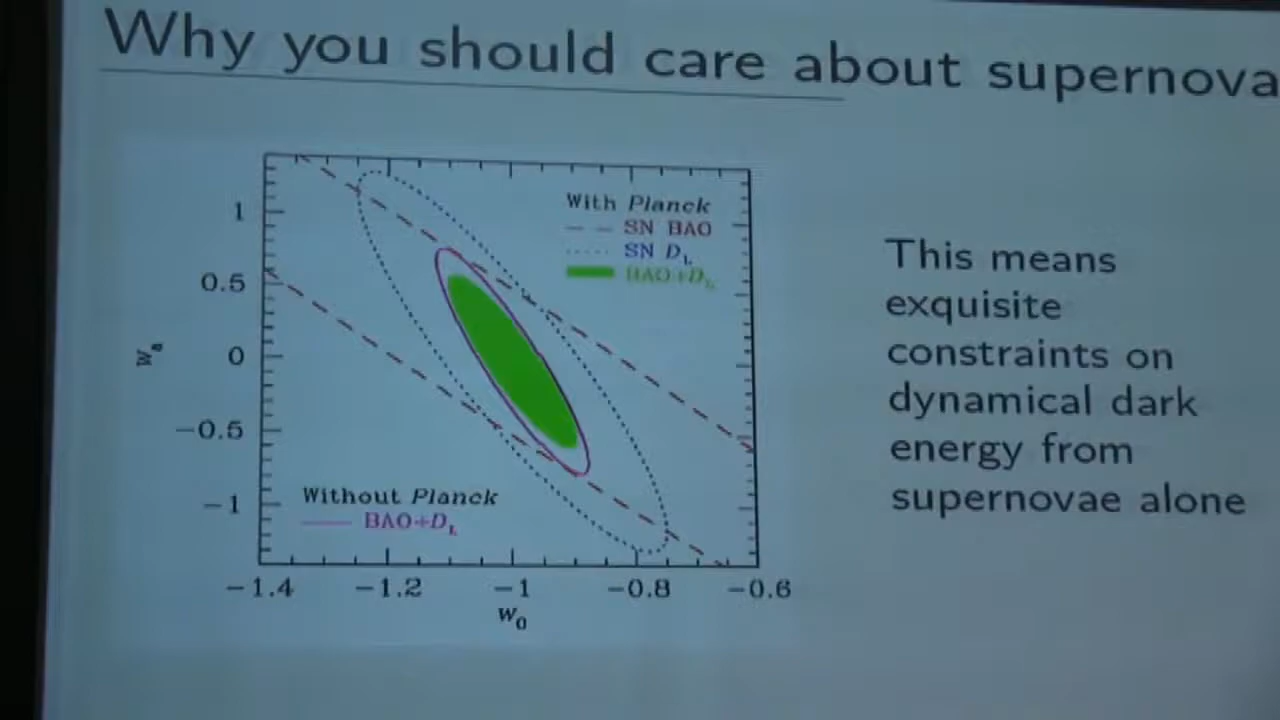 Why you should care about supernova
With Planck
SN BAO
SN D_L
BAO+D_L
1
0.5
0
−0.5
−1
w_a
Without Planck
BAO+D_L
−1.4 −1.2 −1 −0.8 −0.6
w_0
This means
exquisite
constraints on
dynamical dark
energy from
supernovae alone